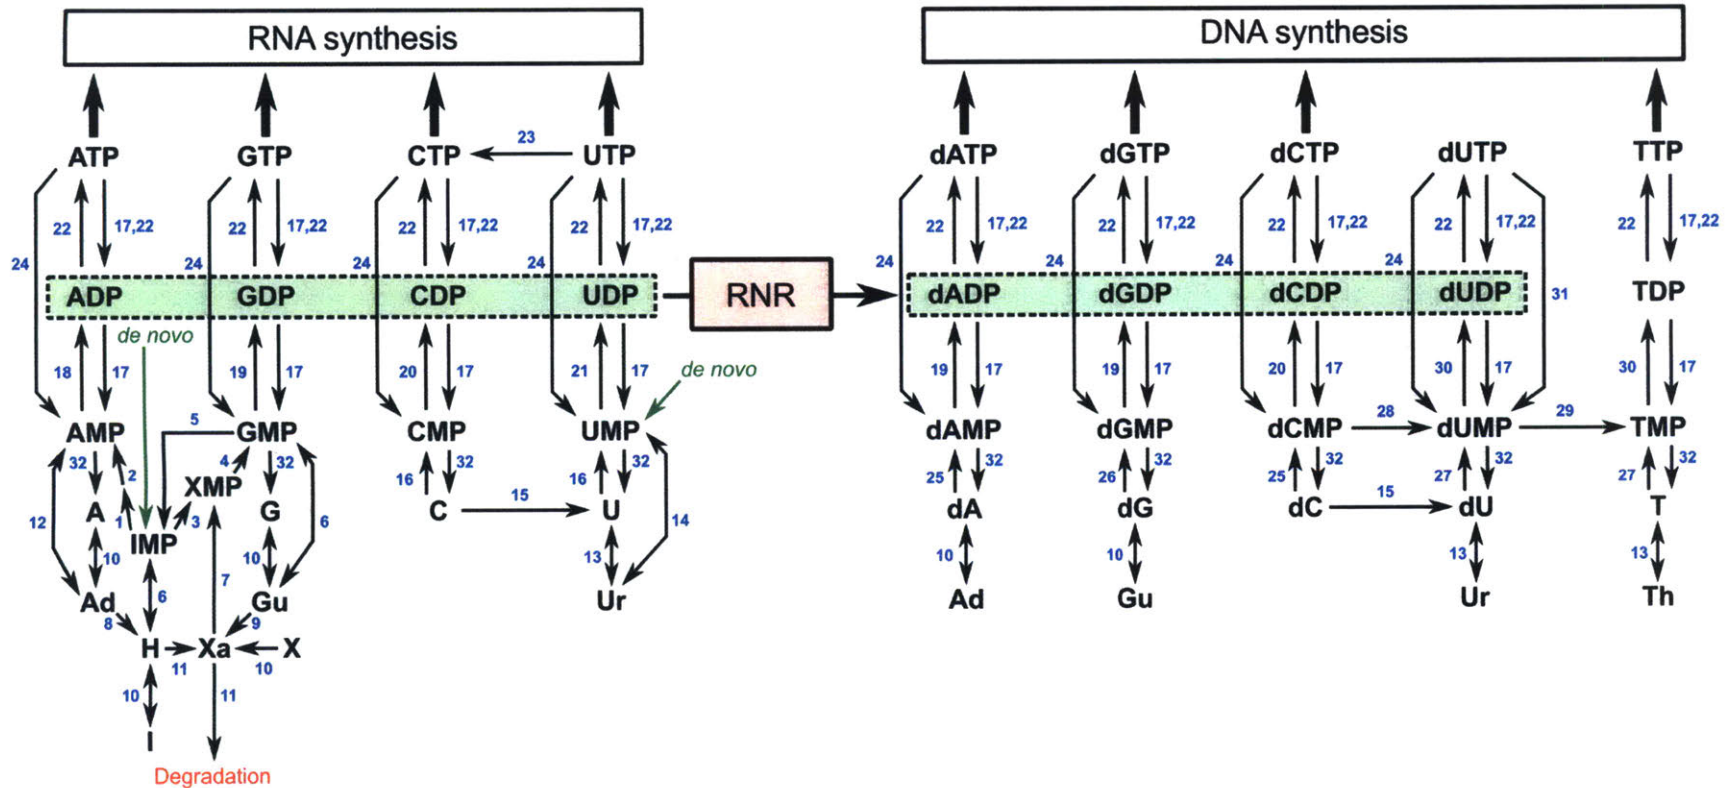 RNA synthesis DNA synthesis
ATP GTP CTP 23 UTP dATP dGTP dCTP dUTP TTP
22 17,22 22 17,22 22 17,22 22 17,22 22 17,22 22 17,22 22 17,22 22 17,22 22 17,22
24 24 24 24 24 24 24 24
ADP GDP CDP UDP RNR dADP dGDP dCDP dUDP 31 TDP
de novo
18 17 19 17 20 17 21 17 de novo 19 17 19 17 20 17 30 17 30 17
5 28 29
AMP GMP CMP UMP dAMP dGMP dCMP dUMP TMP
32 2 4 32 16 32 16 32 25 32 26 32 25 32 27 32 27 32
XMP
12 A 1 3 G 6 C 15 U 14 dA dG dC 15 dU T
IMP
10 7 10 13 10 10 13 13
6
Ad Gu Ur Ad Gu Ur Th
8 9
H Xa X
11 10
10 11
I
Degradation